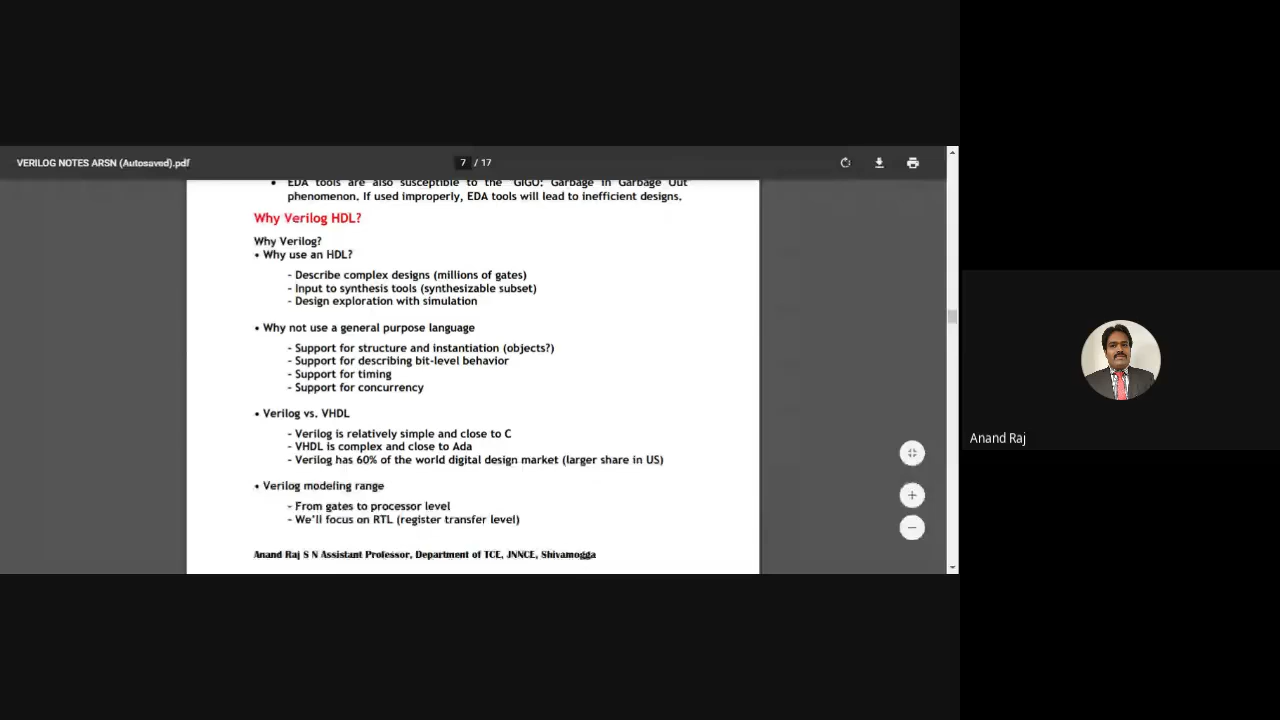 VERILOG NOTES ARSN (Autosaved).pdf
7 / 17
• EDA tools are also susceptible to the GIGO: Garbage In Garbage Out
phenomenon. If used improperly, EDA tools will lead to inefficient designs.
Why Verilog HDL?
Why Verilog?
• Why use an HDL?
- Describe complex designs (millions of gates)
- Input to synthesis tools (synthesizable subset)
- Design exploration with simulation
• Why not use a general purpose language
- Support for structure and instantiation (objects?)
- Support for describing bit-level behavior
- Support for timing
- Support for concurrency
• Verilog vs. VHDL
- Verilog is relatively simple and close to C
- VHDL is complex and close to Ada
- Verilog has 60% of the world digital design market (larger share in US)
• Verilog modeling range
- From gates to processor level
- We'll focus on RTL (register transfer level)
Anand Raj S N Assistant Professor, Department of TCE, JNNCE, Shivamogga
Anand Raj